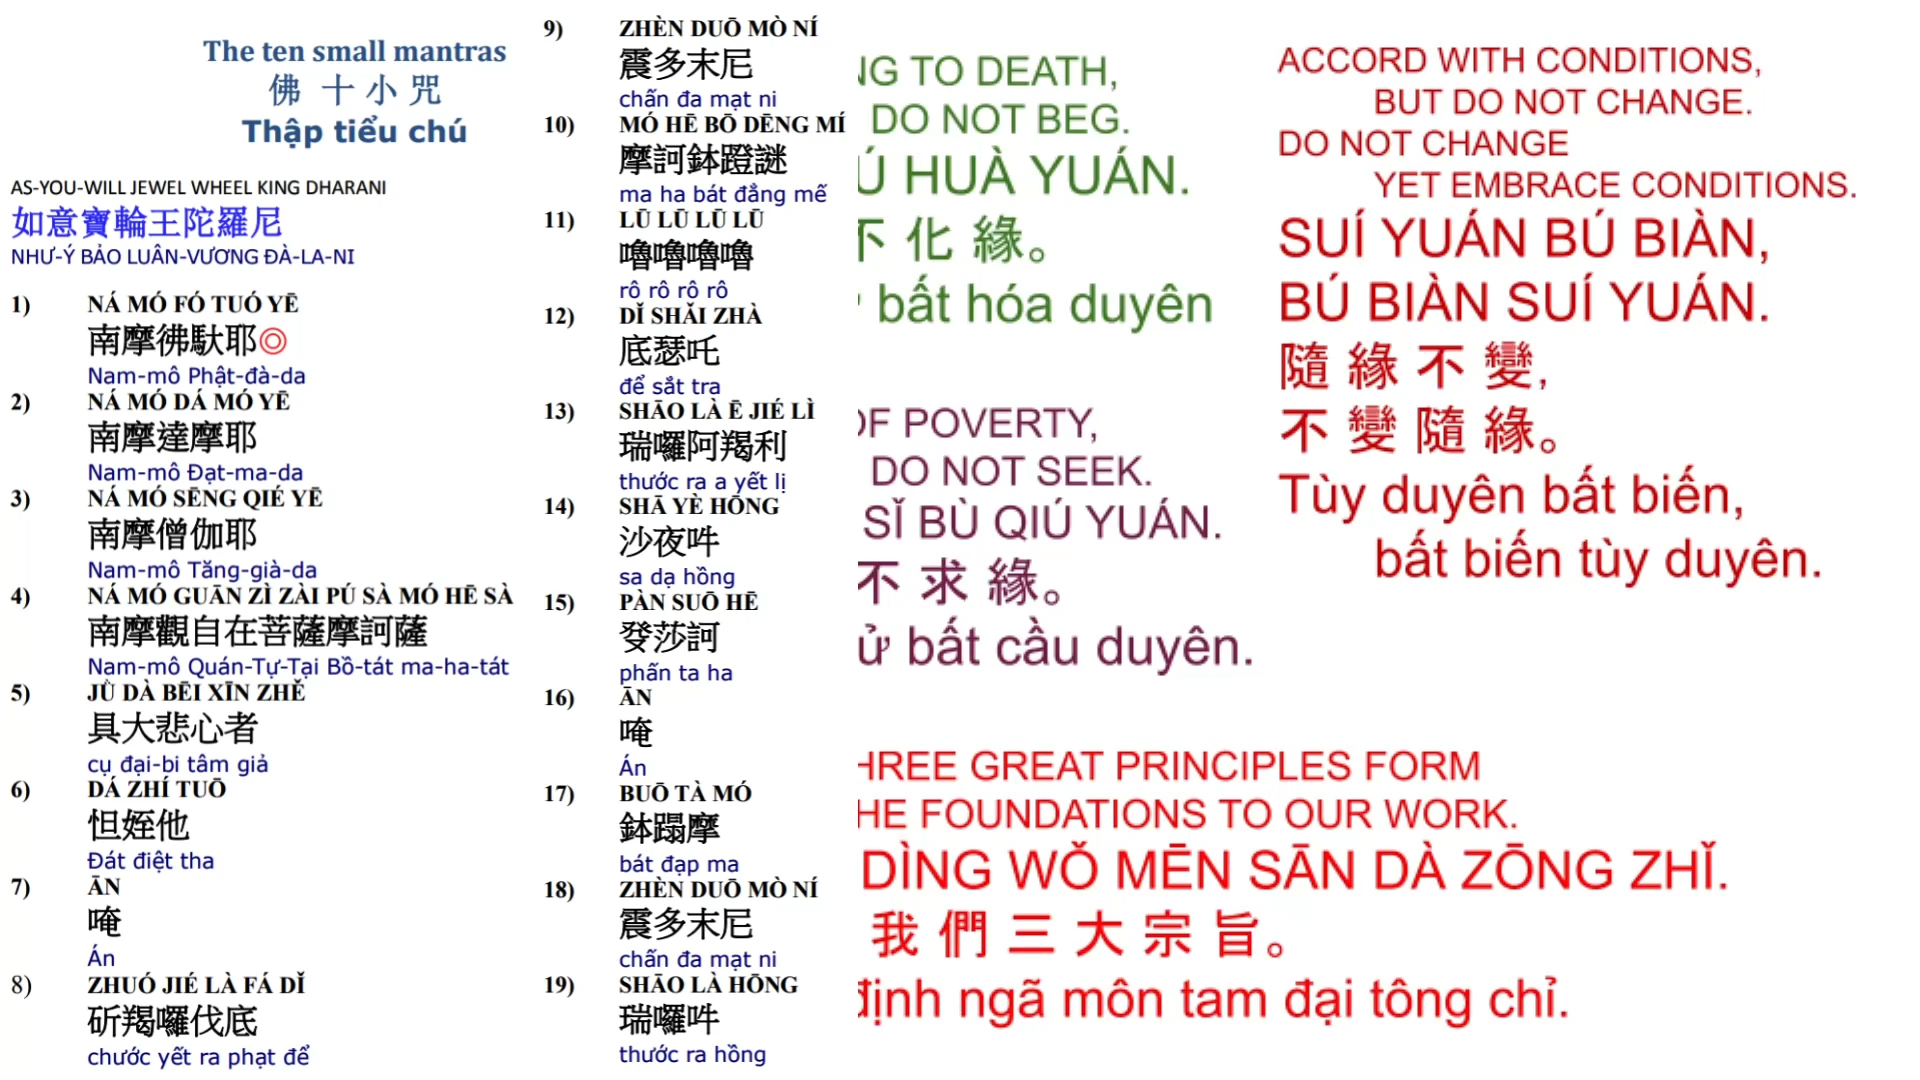 The ten small mantras
佛 十 小 咒
Thập tiểu chú
AS-YOU-WILL JEWEL WHEEL KING DHARANI
如意寶輪王陀羅尼
NHƯ-Ý BẢO LUÂN-VƯƠNG ĐÀ-LA-NI
1) NÁ MÓ FÓ TUÓ YĒ
南摩彿馱耶◎
Nam-mô Phật-đà-da
2) NÁ MÓ DÁ MÓ YĒ
南摩達摩耶
Nam-mô Đạt-ma-da
3) NÁ MÓ SĒNG QIÉ YĒ
南摩僧伽耶
Nam-mô Tăng-già-da
4) NÁ MÓ GUĀN ZÌ ZÀI PÚ SÀ MÓ HĒ SÀ
南摩觀自在菩薩摩訶薩
Nam-mô Quán-Tự-Tại Bồ-tát ma-ha-tát
5) JÙ DÀ BĒI XĪN ZHĚ
具大悲心者
cụ đại-bi tâm giả
6) DÁ ZHÍ TUŌ
怛姪他
Đát điệt tha
7) ĀN
唵
Án
8) ZHUÓ JIÉ LÀ FÁ DǏ
斫羯囉伐底
chước yết ra phạt để
9) ZHÈN DUŌ MÒ NÍ
震多末尼
chấn đa mạt ni
10) MÓ HĒ BŌ DĒNG MÍ
摩訶鉢蹬謎
ma ha bát đẳng mế
11) LŪ LŪ LŪ LŪ
嚕嚕嚕嚕
rô rô rô rô
12) DǏ SHǍI ZHÀ
底瑟吒
để sắt tra
13) SHĀO LÀ Ē JIÉ LÌ
瑞囉阿羯利
thước ra a yết lị
14) SHĀ YÈ HŌNG
沙夜吽
sa dạ hồng
15) PÀN SUŌ HĒ
癹莎訶
phấn ta ha
16) ĀN
唵
Án
17) BUŌ TÀ MÓ
鉢蹋摩
bát đạp ma
18) ZHÈN DUŌ MÒ NÍ
震多末尼
chấn đa mạt ni
19) SHĀO LÀ HŌNG
瑞囉吽
thước ra hồng
NG TO DEATH,
DO NOT BEG.
HUÀ YUÁN.
不 化 緣。
bất hóa duyên
OF POVERTY,
DO NOT SEEK.
SǏ BÙ QIÚ YUÁN.
不 求 緣。
bất cầu duyên.
HREE GREAT PRINCIPLES FORM
HE FOUNDATIONS TO OUR WORK.
DÌNG WǑ MĒN SĀN DÀ ZŌNG ZHǏ.
我 們 三 大 宗 旨。
định ngã môn tam đại tông chỉ.
ACCORD WITH CONDITIONS,
BUT DO NOT CHANGE.
DO NOT CHANGE
YET EMBRACE CONDITIONS.
SUÍ YUÁN BÚ BIÀN,
BÚ BIÀN SUÍ YUÁN.
隨 緣 不 變,
不 變 隨 緣。
Tùy duyên bất biến,
bất biến tùy duyên.